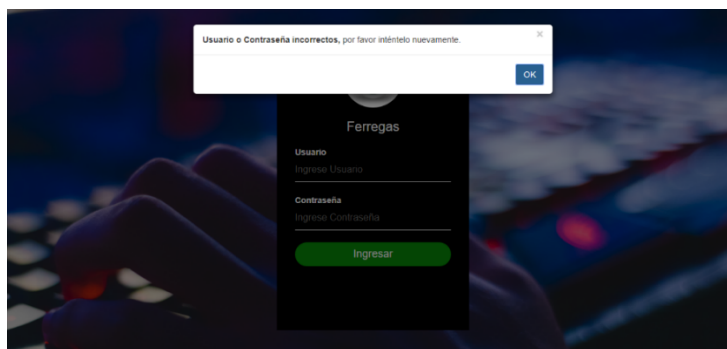 Usuario o Contraseña incorrectos, por favor inténtelo nuevamente.
×
OK
Ferregas
Usuario
Ingrese Usuario
Contraseña
Ingrese Contraseña
Ingresar